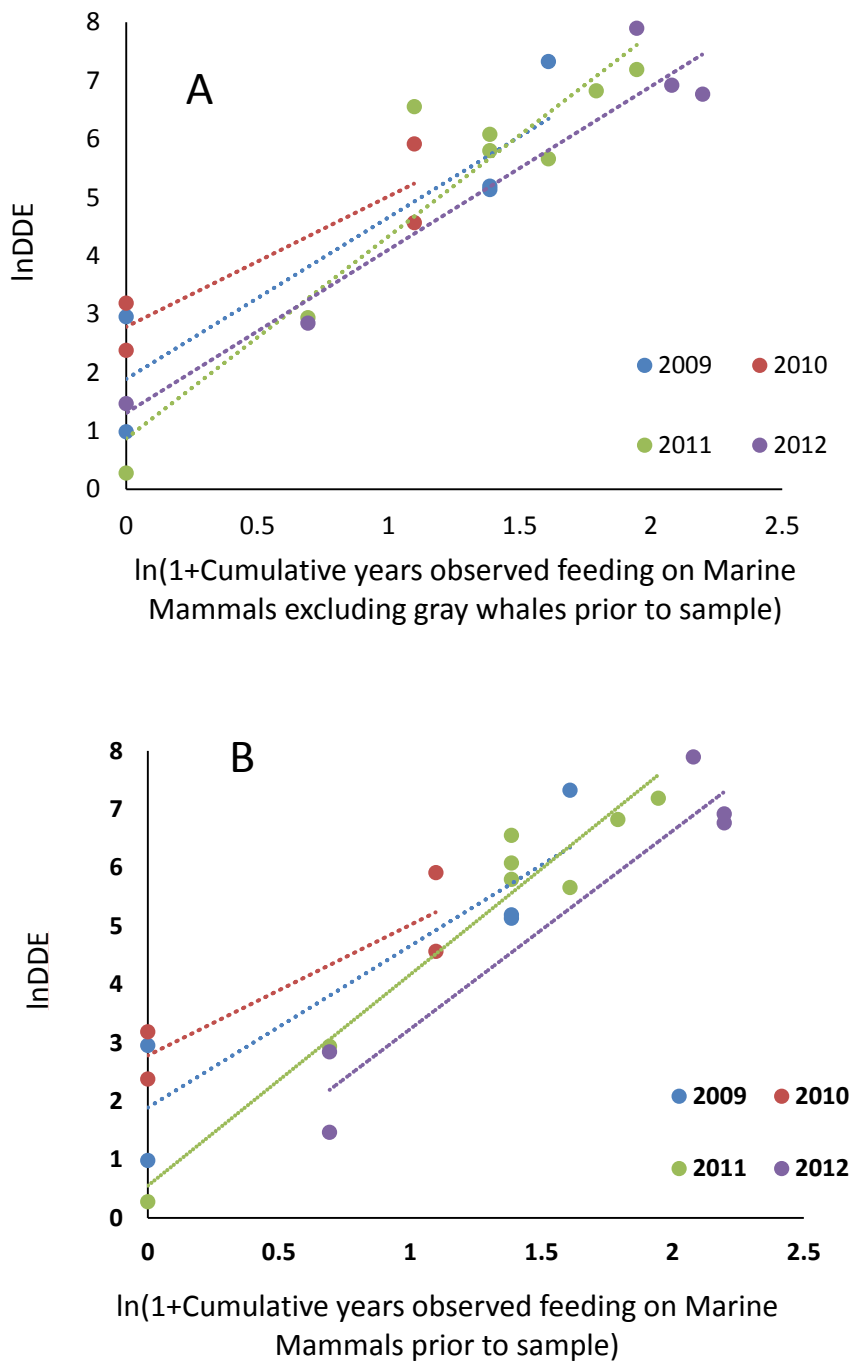 A
8
7
6
5
4
3
2
1
0
lnDDE
2009 2010
2011 2012
0 0.5 1 1.5 2 2.5
ln(1+Cumulative years observed feeding on Marine
Mammals excluding gray whales prior to sample)
B
8
7
6
5
4
3
2
1
0
lnDDE
2009 2010
2011 2012
0 0.5 1 1.5 2 2.5
ln(1+Cumulative years observed feeding on Marine
Mammals prior to sample)